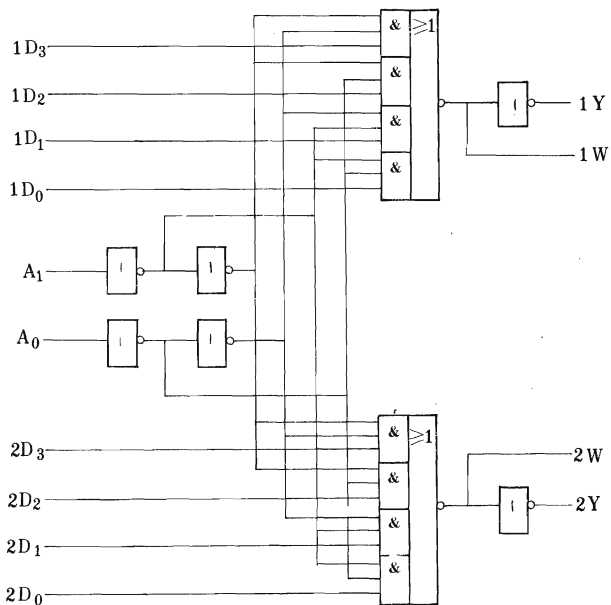 & ≥1
1D₃
&
1D₂ 1 1Y
&
1D₁ 1W
&
1D₀
A₁ 1 1
A₀ 1 1
& ≥1
2D₃ 2W
&
2D₂ 1 2Y
&
2D₁
&
2D₀